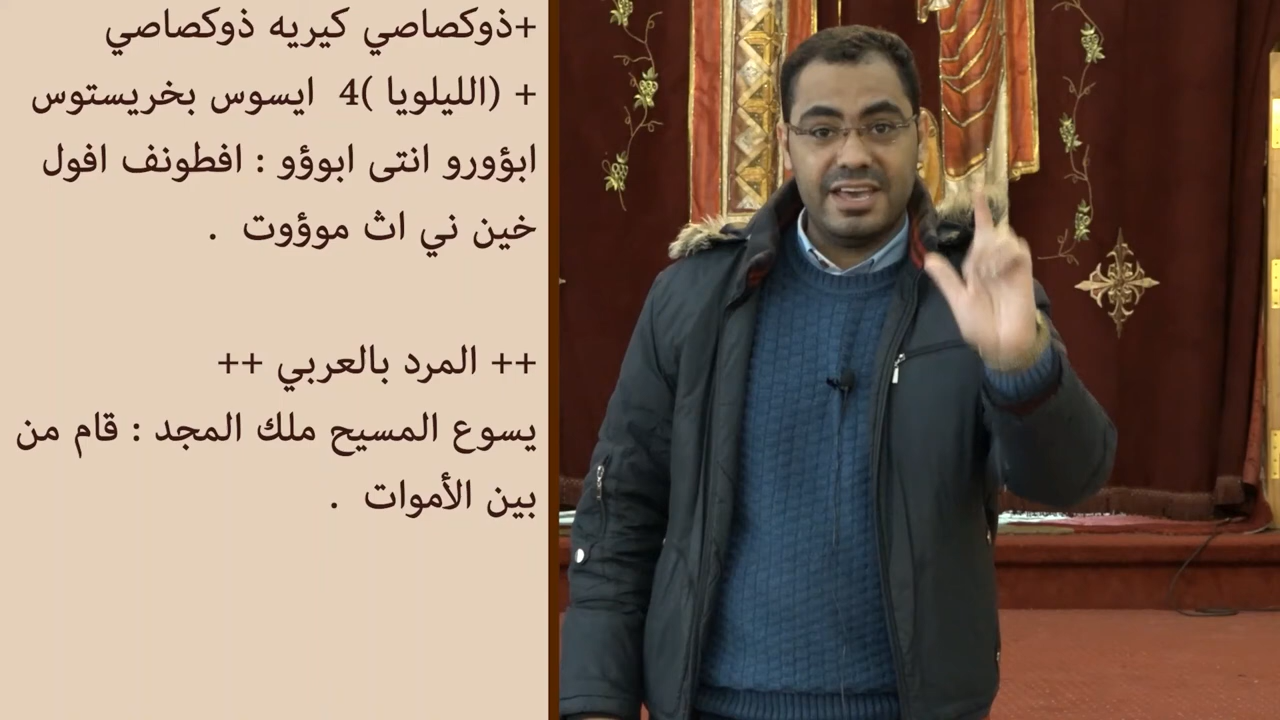 +ذوكصاصي كيريه ذوكصاصي
+ (الليلويا )4 ايسوس بخريستوس
ابؤورو انتى ابوؤو : افطونف افول
خين ني اث موؤوت .
++ المرد بالعربي ++
يسوع المسيح ملك المجد : قام من
بين الأموات .